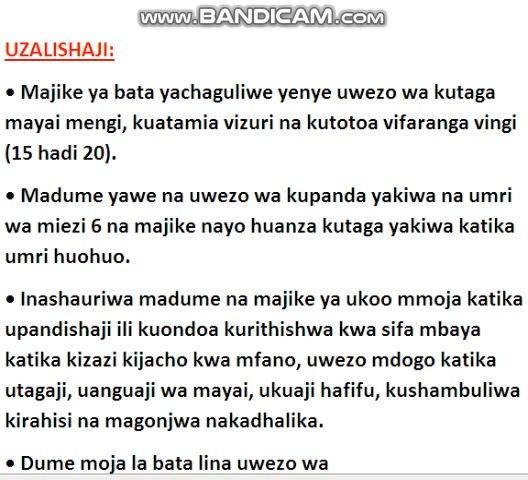 www.BANDICAM.com
UZALISHAJI:
• Majike ya bata yachaguliwe yenye uwezo wa kutaga
mayai mengi, kuatamia vizuri na kutotoa vifaranga vingi
(15 hadi 20).
• Madume yawe na uwezo wa kupanda yakiwa na umri
wa miezi 6 na majike nayo huanza kutaga yakiwa katika
umri huohuo.
• Inashauriwa madume na majike ya ukoo mmoja katika
upandishaji ili kuondoa kurithishwa kwa sifa mbaya
katika kizazi kijacho kwa mfano, uwezo mdogo katika
utagaji, uanguaji wa mayai, ukuaji hafifu, kushambuliwa
kirahisi na magonjwa nakadhalika.
• Dume moja la bata lina uwezo wa